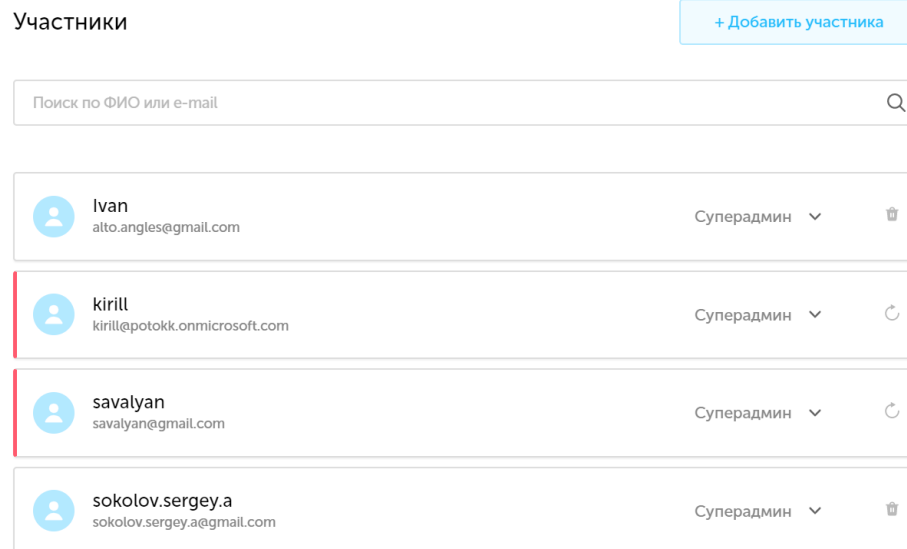 Участники
+ Добавить участника
Поиск по ФИО или e-mail
Ivan
alto.angles@gmail.com
Суперадмин
kirill
kirill@potokk.onmicrosoft.com
Суперадмин
savalyan
savalyan@gmail.com
Суперадмин
sokolov.sergey.a
sokolov.sergey.a@gmail.com
Суперадмин